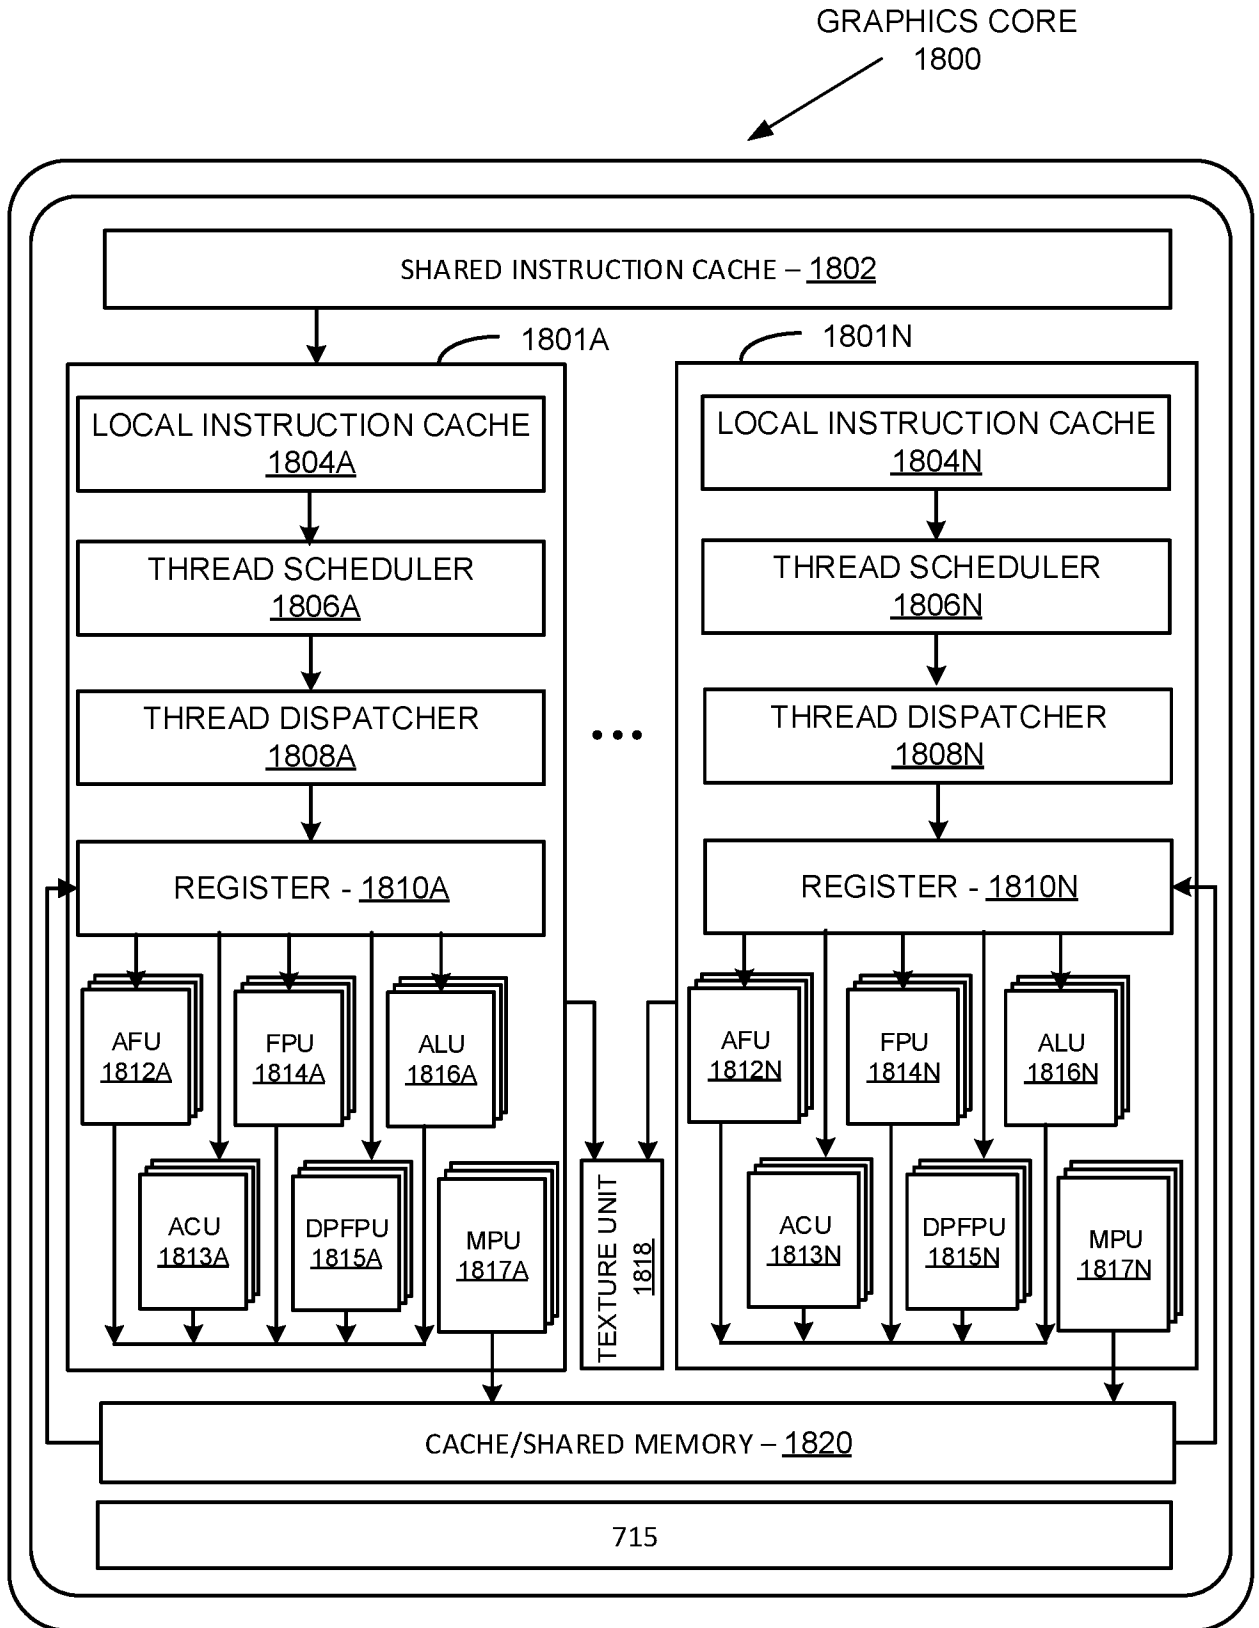 GRAPHICS CORE
1800
SHARED INSTRUCTION CACHE – 1802
1801A
LOCAL INSTRUCTION CACHE
1804A
THREAD SCHEDULER
1806A
THREAD DISPATCHER
1808A
REGISTER - 1810A
AFU
1812A
FPU
1814A
ALU
1816A
ACU
1813A
DPFPU
1815A
MPU
1817A
...
TEXTURE UNIT
1818
1801N
LOCAL INSTRUCTION CACHE
1804N
THREAD SCHEDULER
1806N
THREAD DISPATCHER
1808N
REGISTER - 1810N
AFU
1812N
FPU
1814N
ALU
1816N
ACU
1813N
DPFPU
1815N
MPU
1817N
CACHE/SHARED MEMORY – 1820
715